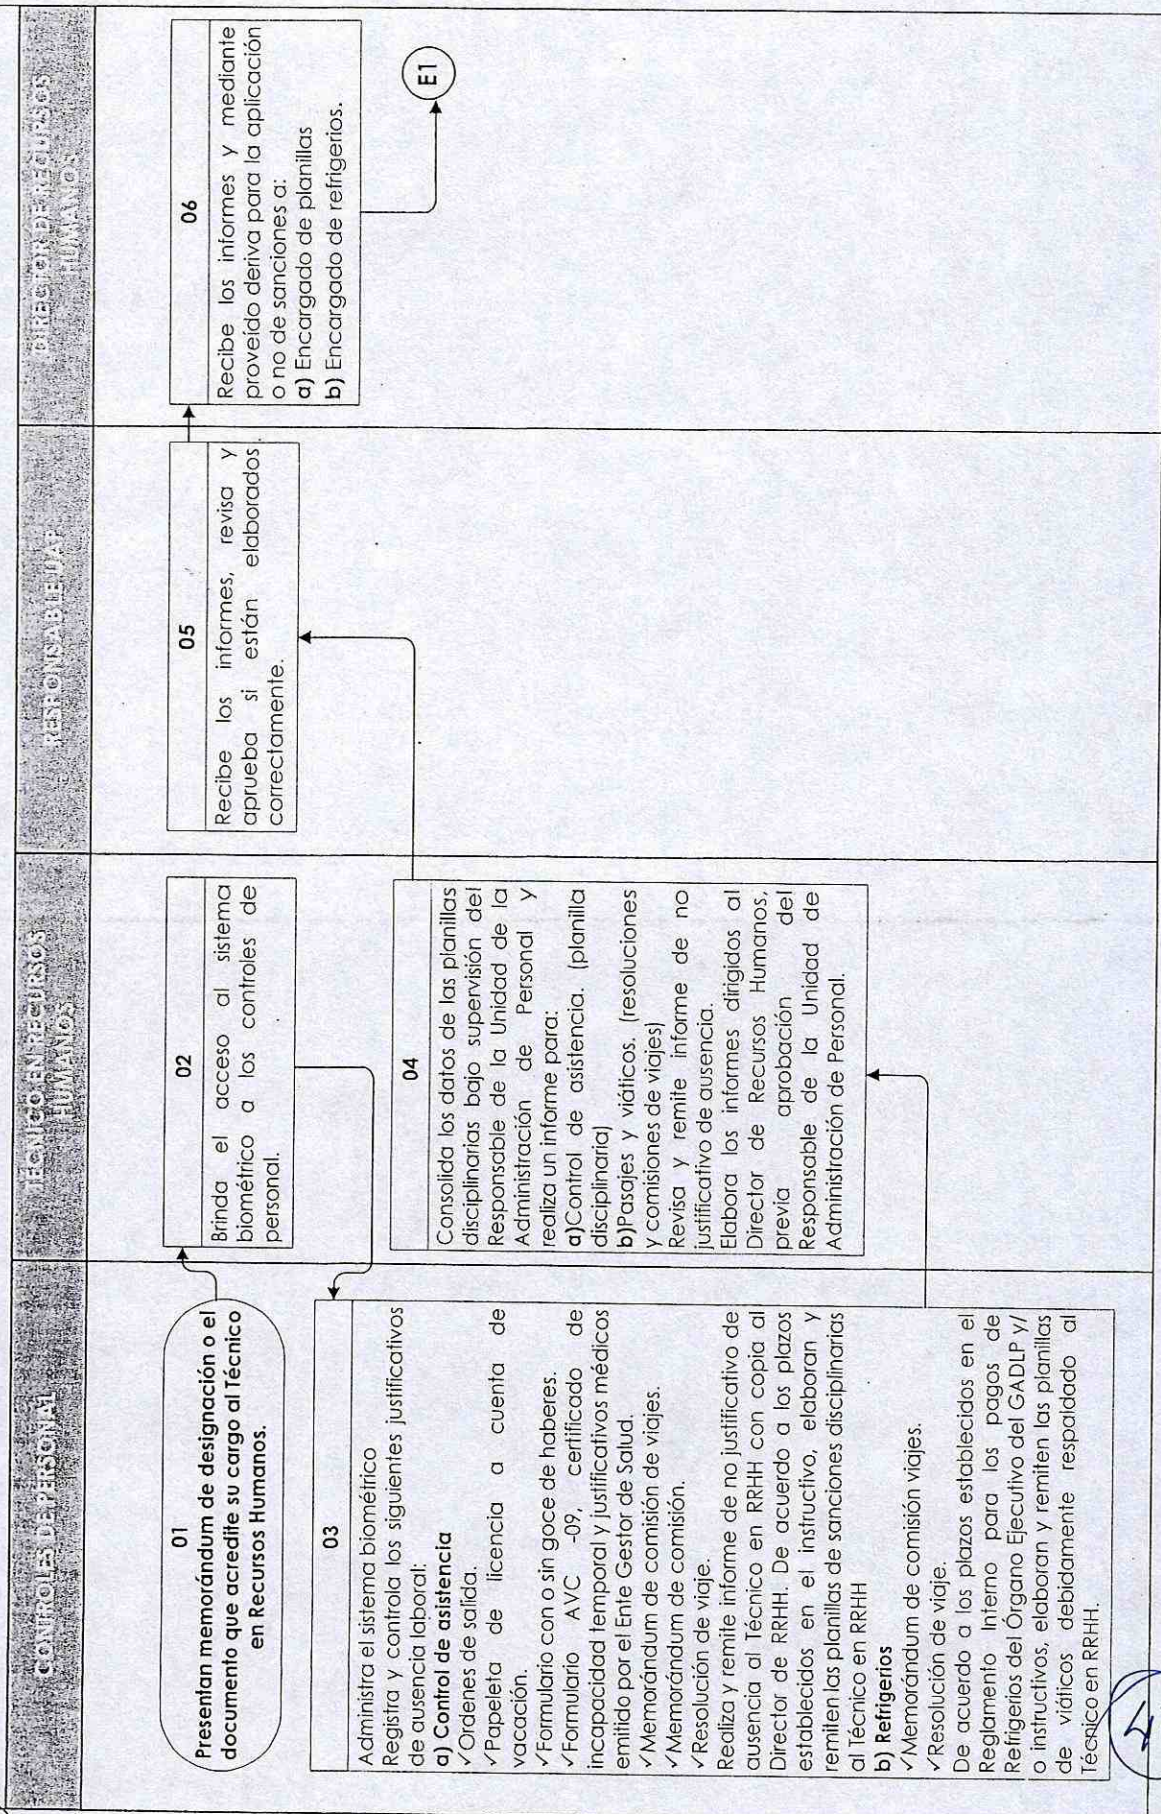 CONTROLES DE PERSONAL
TECNICO EN RECURSOS
HUMANOS
RESPONSABLE UAP
DIRECTOR DE RECURSOS
HUMANOS
01
Presentan memorándum de designación o el
documento que acredite su cargo al Técnico
en Recursos Humanos.
02
Brinda el acceso al sistema
biométrico a los controles de
personal.
03
Administra el sistema biométrico
Registra y controla los siguientes justificativos
de ausencia laboral:
a) Control de asistencia
✓Ordenes de salida.
✓Papeleta de licencia a cuenta de
vacación.
✓Formulario con o sin goce de haberes.
✓Formulario AVC -09, certificado de
incapacidad temporal y justificativos médicos
emitido por el Ente Gestor de Salud.
✓Memorándum de comisión de viajes.
✓Memorándum de comisión.
✓Resolución de viaje.
Realiza y remite informe de no justificativo de
ausencia al Técnico en RRHH con copia al
Director de RRHH. De acuerdo a los plazos
establecidos en el instructivo, elaboran y
remiten las planillas de sanciones disciplinarias
al Técnico en RRHH
b) Refrigerios
✓Memorándum de comisión viajes.
✓Resolución de viaje.
De acuerdo a los plazos establecidos en el
Reglamento Interno para los pagos de
Refrigerios del Órgano Ejecutivo del GADLP y/
o instructivos, elaboran y remiten las planillas
de viáticos debidamente respaldado al
Técnico en RRHH.
04
Consolida los datos de las planillas
disciplinarias bajo supervisión del
Responsable de la Unidad de la
Administración de Personal y
realiza un informe para:
a)Control de asistencia. (planilla
disciplinaria)
b)Pasajes y viáticos. (resoluciones
y comisiones de viajes)
Revisa y remite informe de no
justificativo de ausencia.
Elabora los informes dirigidos al
Director de Recursos Humanos,
previa aprobación del
Responsable de la Unidad de
Administración de Personal.
05
Recibe los informes, revisa y
aprueba si están elaborados
correctamente.
06
Recibe los informes y mediante
proveído deriva para la aplicación
o no de sanciones a:
a) Encargado de planillas
b) Encargado de refrigerios.
E1